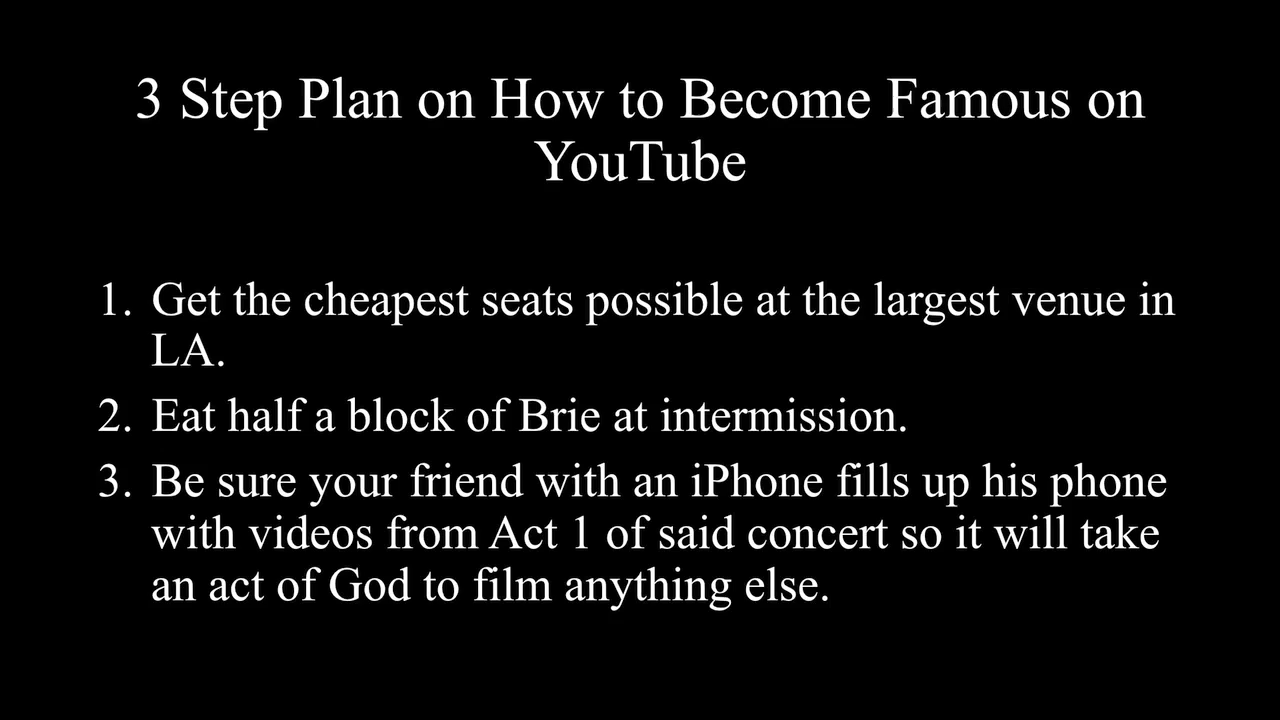 3 Step Plan on How to Become Famous on
YouTube
1. Get the cheapest seats possible at the largest venue in
LA.
2. Eat half a block of Brie at intermission.
3. Be sure your friend with an iPhone fills up his phone
with videos from Act 1 of said concert so it will take
an act of God to film anything else.